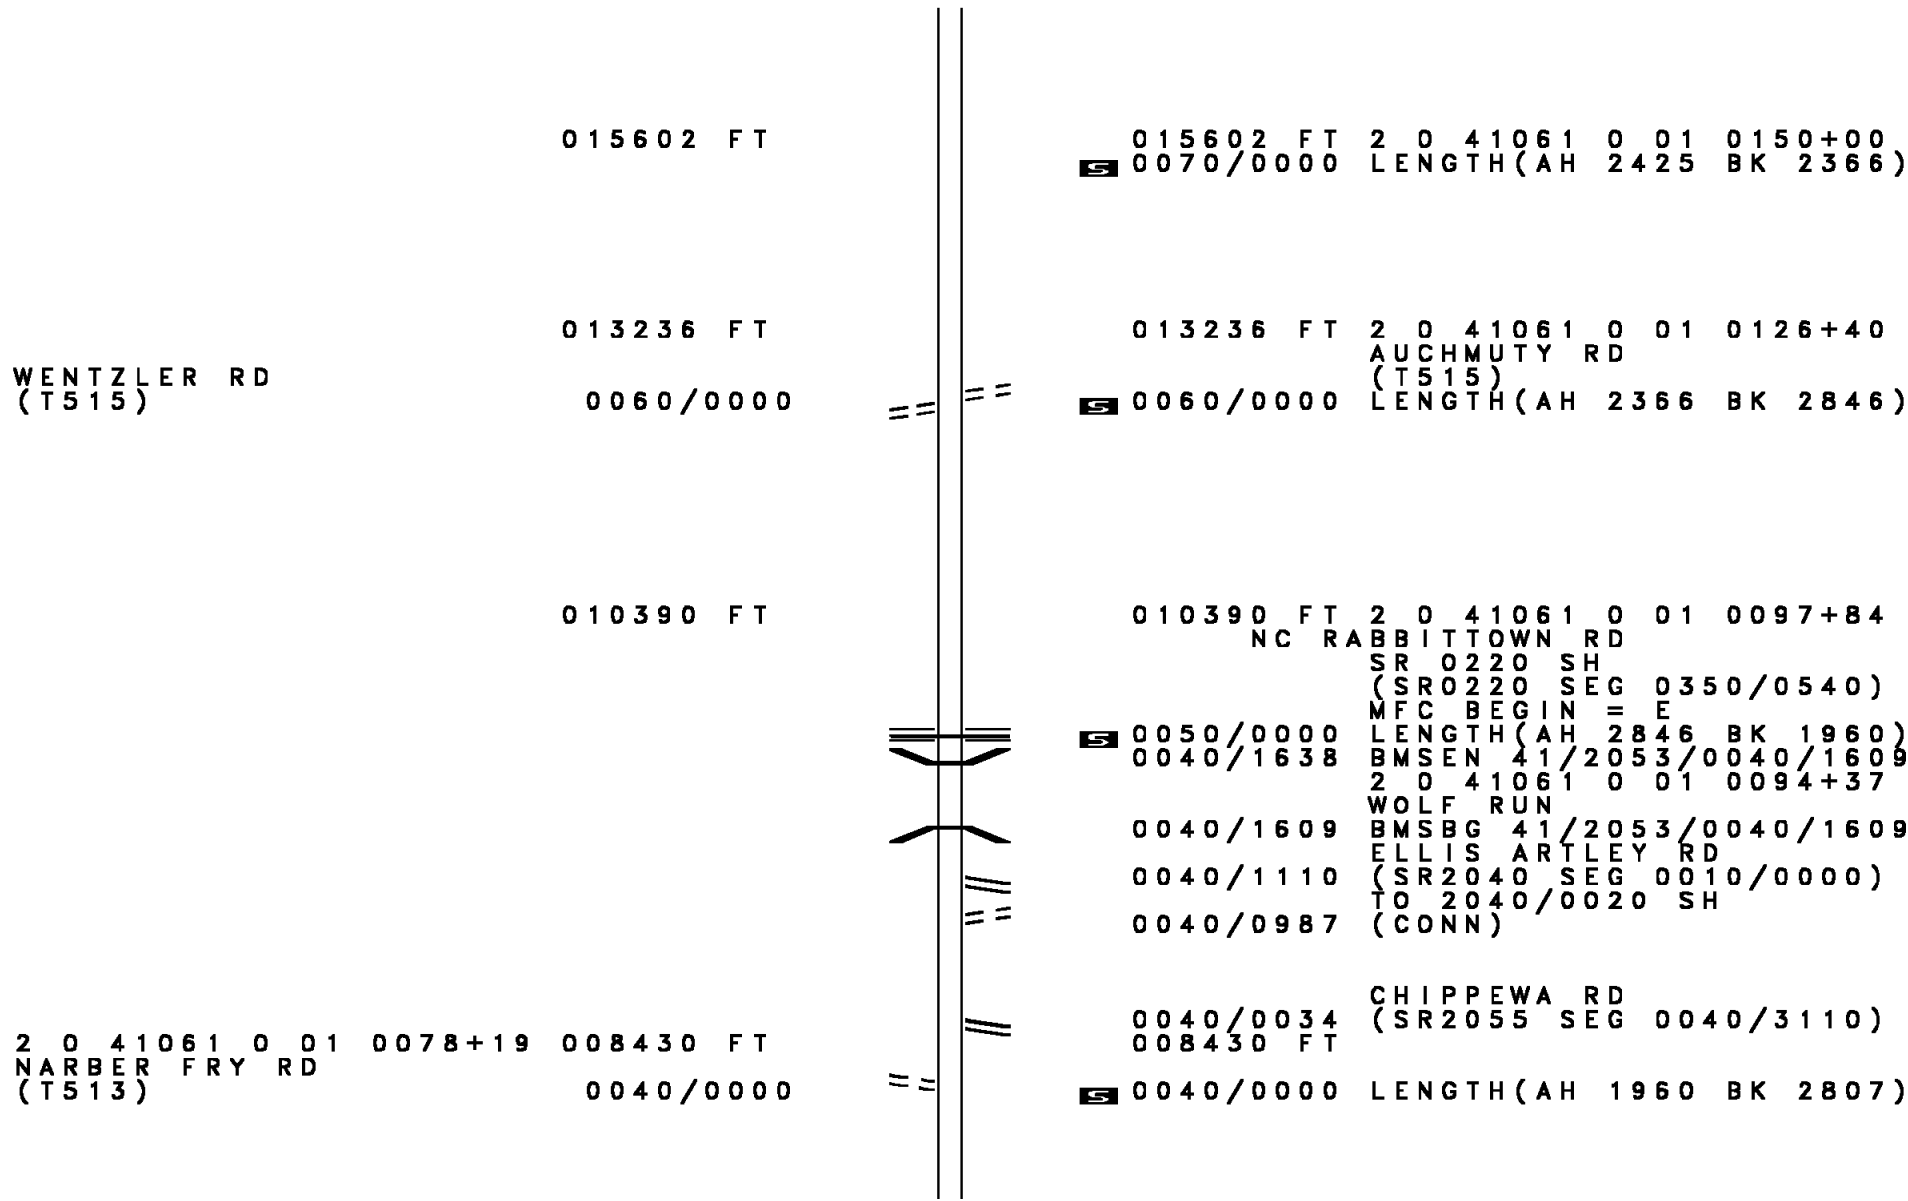 015602 FT 015602 FT 2 0 41061 0 01 0150+00
S 0070/0000 LENGTH(AH 2425 BK 2366)
013236 FT 013236 FT 2 0 41061 0 01 0126+40
AUCHMUTY RD
WENTZLER RD (T515)
(T515) 0060/0000 S 0060/0000 LENGTH(AH 2366 BK 2846)
010390 FT 010390 FT 2 0 41061 0 01 0097+84
NC RABBITTOWN RD
SR 0220 SH
(SR0220 SEG 0350/0540)
MFC BEGIN = E
S 0050/0000 LENGTH(AH 2846 BK 1960)
0040/1638 BMSEN 41/2053/0040/1609
2 0 41061 0 01 0094+37
WOLF RUN
0040/1609 BMSBG 41/2053/0040/1609
ELLIS ARTLEY RD
0040/1110 (SR2040 SEG 0010/0000)
TO 2040/0020 SH
0040/0987 (CONN)
CHIPPEWA RD
0040/0034 (SR2055 SEG 0040/3110)
2 0 41061 0 01 0078+19 008430 FT 008430 FT
NARBER FRY RD
(T513) 0040/0000 S 0040/0000 LENGTH(AH 1960 BK 2807)